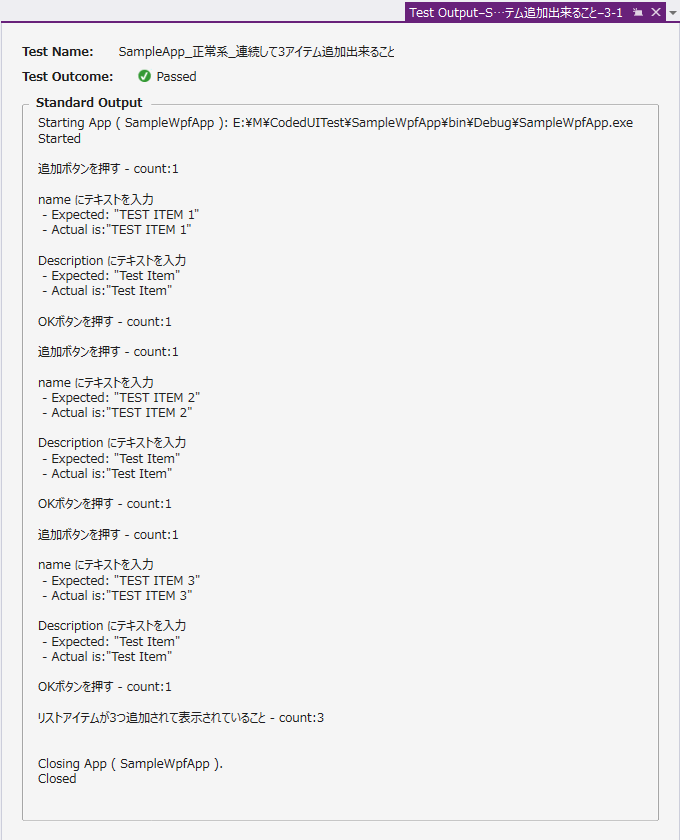 Test Output–S…テム追加出来ること–3-1
Test Name: SampleApp_正常系_連続して3アイテム追加出来ること
Test Outcome: Passed
Standard Output
Starting App ( SampleWpfApp ): E:¥M¥CodedUITest¥SampleWpfApp¥bin¥Debug¥SampleWpfApp.exe
Started
追加ボタンを押す - count:1
name にテキストを入力
- Expected: "TEST ITEM 1"
- Actual is:"TEST ITEM 1"
Description にテキストを入力
- Expected: "Test Item"
- Actual is:"Test Item"
OKボタンを押す - count:1
追加ボタンを押す - count:1
name にテキストを入力
- Expected: "TEST ITEM 2"
- Actual is:"TEST ITEM 2"
Description にテキストを入力
- Expected: "Test Item"
- Actual is:"Test Item"
OKボタンを押す - count:1
追加ボタンを押す - count:1
name にテキストを入力
- Expected: "TEST ITEM 3"
- Actual is:"TEST ITEM 3"
Description にテキストを入力
- Expected: "Test Item"
- Actual is:"Test Item"
OKボタンを押す - count:1
リストアイテムが3つ追加されて表示されていること - count:3
Closing App ( SampleWpfApp ).
Closed